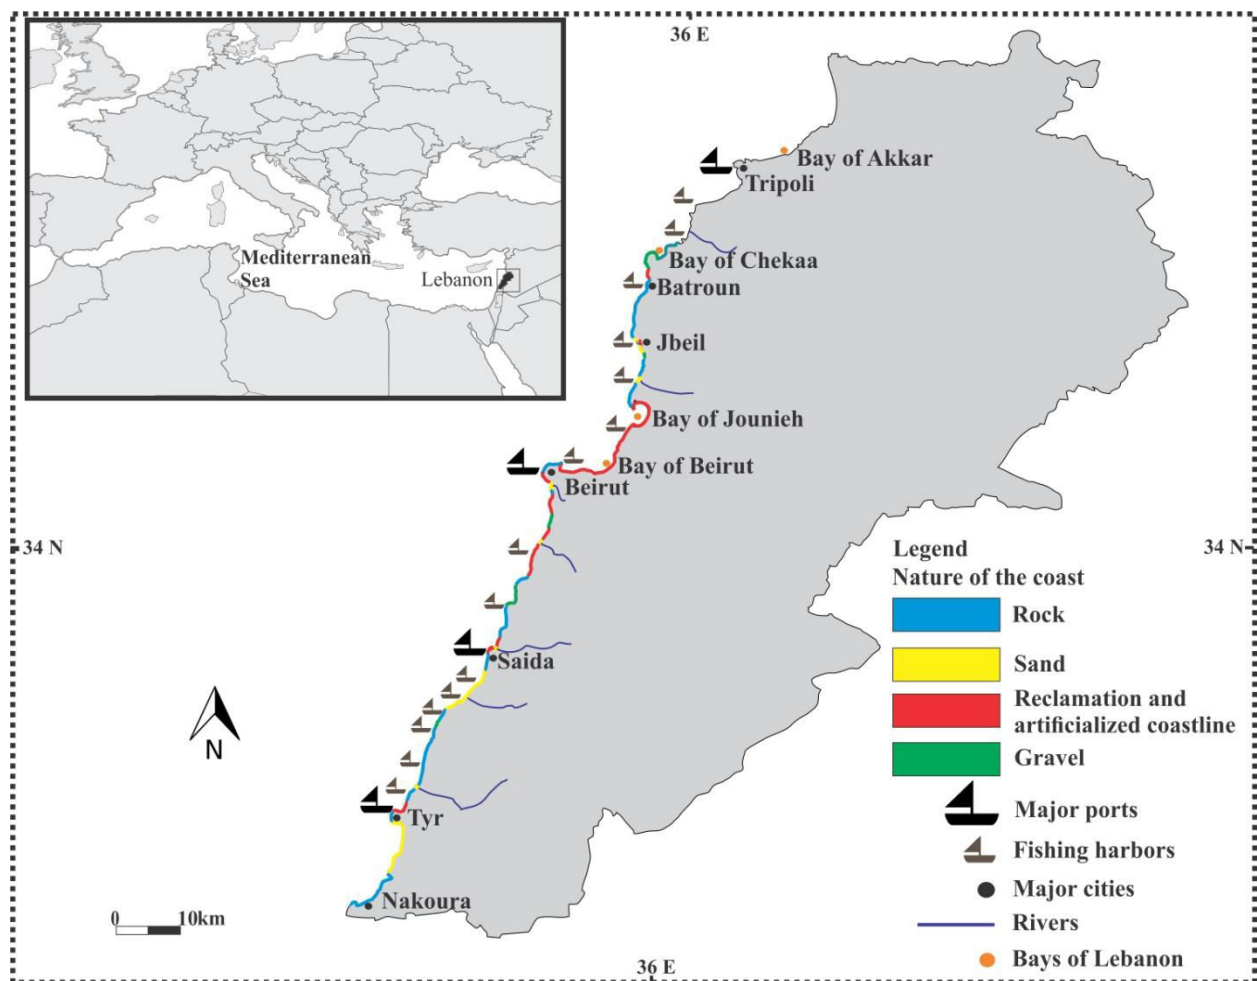 36 E
Mediterranean
Sea
Lebanon
Bay of Akkar
Tripoli
Bay of Chekaa
Batroun
Jbeil
Bay of Jounieh
Bay of Beirut
Beirut
34 N
34 N
Saida
Tyr
Nakoura
N
0 10km
36 E
Legend
Nature of the coast
Rock
Sand
Reclamation and
artificialized coastline
Gravel
Major ports
Fishing harbors
Major cities
Rivers
Bays of Lebanon